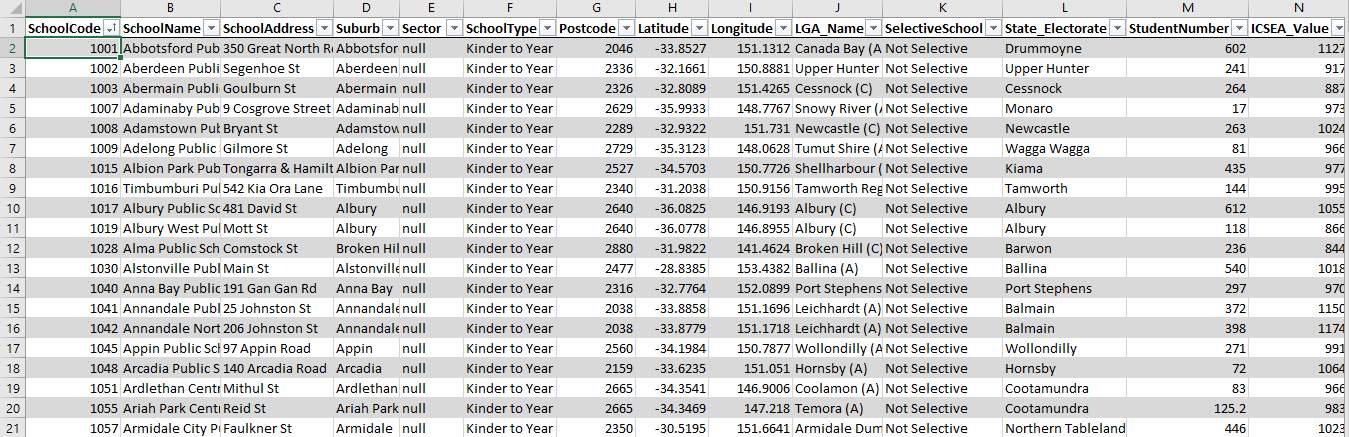 A B C D E F G H I J K L M N
1 SchoolCode SchoolName SchoolAddress Suburb Sector SchoolType Postcode Latitude Longitude LGA_Name SelectiveSchool State_Electorate StudentNumber ICSEA_Value
2 1001 Abbotsford Pub 350 Great North R Abbotsfor null Kinder to Year 2046 -33.8527 151.1312 Canada Bay (A Not Selective Drummoyne 602 1127
3 1002 Aberdeen Publi Segenhoe St Aberdeen null Kinder to Year 2336 -32.1661 150.8881 Upper Hunter Not Selective Upper Hunter 241 917
4 1003 Abermain Publi Goulburn St Abermain null Kinder to Year 2326 -32.8089 151.4265 Cessnock (C) Not Selective Cessnock 264 887
5 1007 Adaminaby Pub 9 Cosgrove Street Adaminab null Kinder to Year 2629 -35.9933 148.7767 Snowy River (A Not Selective Monaro 17 973
6 1008 Adamstown Pub Bryant St Adamstow null Kinder to Year 2289 -32.9322 151.731 Newcastle (C) Not Selective Newcastle 263 1024
7 1009 Adelong Public Gilmore St Adelong null Kinder to Year 2729 -35.3123 148.0628 Tumut Shire (A Not Selective Wagga Wagga 81 966
8 1015 Albion Park Pub Tongarra & Hamilt Albion Par null Kinder to Year 2527 -34.5703 150.7726 Shellharbour ( Not Selective Kiama 435 977
9 1016 Timbumburi Pul 542 Kia Ora Lane Timbumbu null Kinder to Year 2340 -31.2038 150.9156 Tamworth Reg Not Selective Tamworth 144 995
10 1017 Albury Public Sc 481 David St Albury null Kinder to Year 2640 -36.0825 146.9193 Albury (C) Not Selective Albury 612 1055
11 1019 Albury West Pul Mott St Albury null Kinder to Year 2640 -36.0778 146.8955 Albury (C) Not Selective Albury 118 866
12 1028 Alma Public Sch Comstock St Broken Hil null Kinder to Year 2880 -31.9822 141.4624 Broken Hill (C) Not Selective Barwon 236 844
13 1030 Alstonville Publ Main St Alstonville null Kinder to Year 2477 -28.8385 153.4382 Ballina (A) Not Selective Ballina 540 1018
14 1040 Anna Bay Public 191 Gan Gan Rd Anna Bay null Kinder to Year 2316 -32.7764 152.0899 Port Stephens Not Selective Port Stephens 297 970
15 1041 Annandale Publ 25 Johnston St Annandale null Kinder to Year 2038 -33.8858 151.1696 Leichhardt (A) Not Selective Balmain 372 1150
16 1042 Annandale Nort 206 Johnston St Annandale null Kinder to Year 2038 -33.8779 151.1718 Leichhardt (A) Not Selective Balmain 398 1174
17 1045 Appin Public Scl 97 Appin Road Appin null Kinder to Year 2560 -34.1984 150.7877 Wollondilly (A Not Selective Wollondilly 271 991
18 1048 Arcadia Public S 140 Arcadia Road Arcadia null Kinder to Year 2159 -33.6235 151.051 Hornsby (A) Not Selective Hornsby 72 1064
19 1051 Ardlethan Centr Mithul St Ardlethan null Kinder to Year 2665 -34.3541 146.9006 Coolamon (A) Not Selective Cootamundra 83 966
20 1055 Ariah Park Centr Reid St Ariah Park null Kinder to Year 2665 -34.3469 147.218 Temora (A) Not Selective Cootamundra 125.2 983
21 1057 Armidale City P Faulkner St Armidale null Kinder to Year 2350 -30.5195 151.6641 Armidale Dum Not Selective Northern Tableland 446 1023